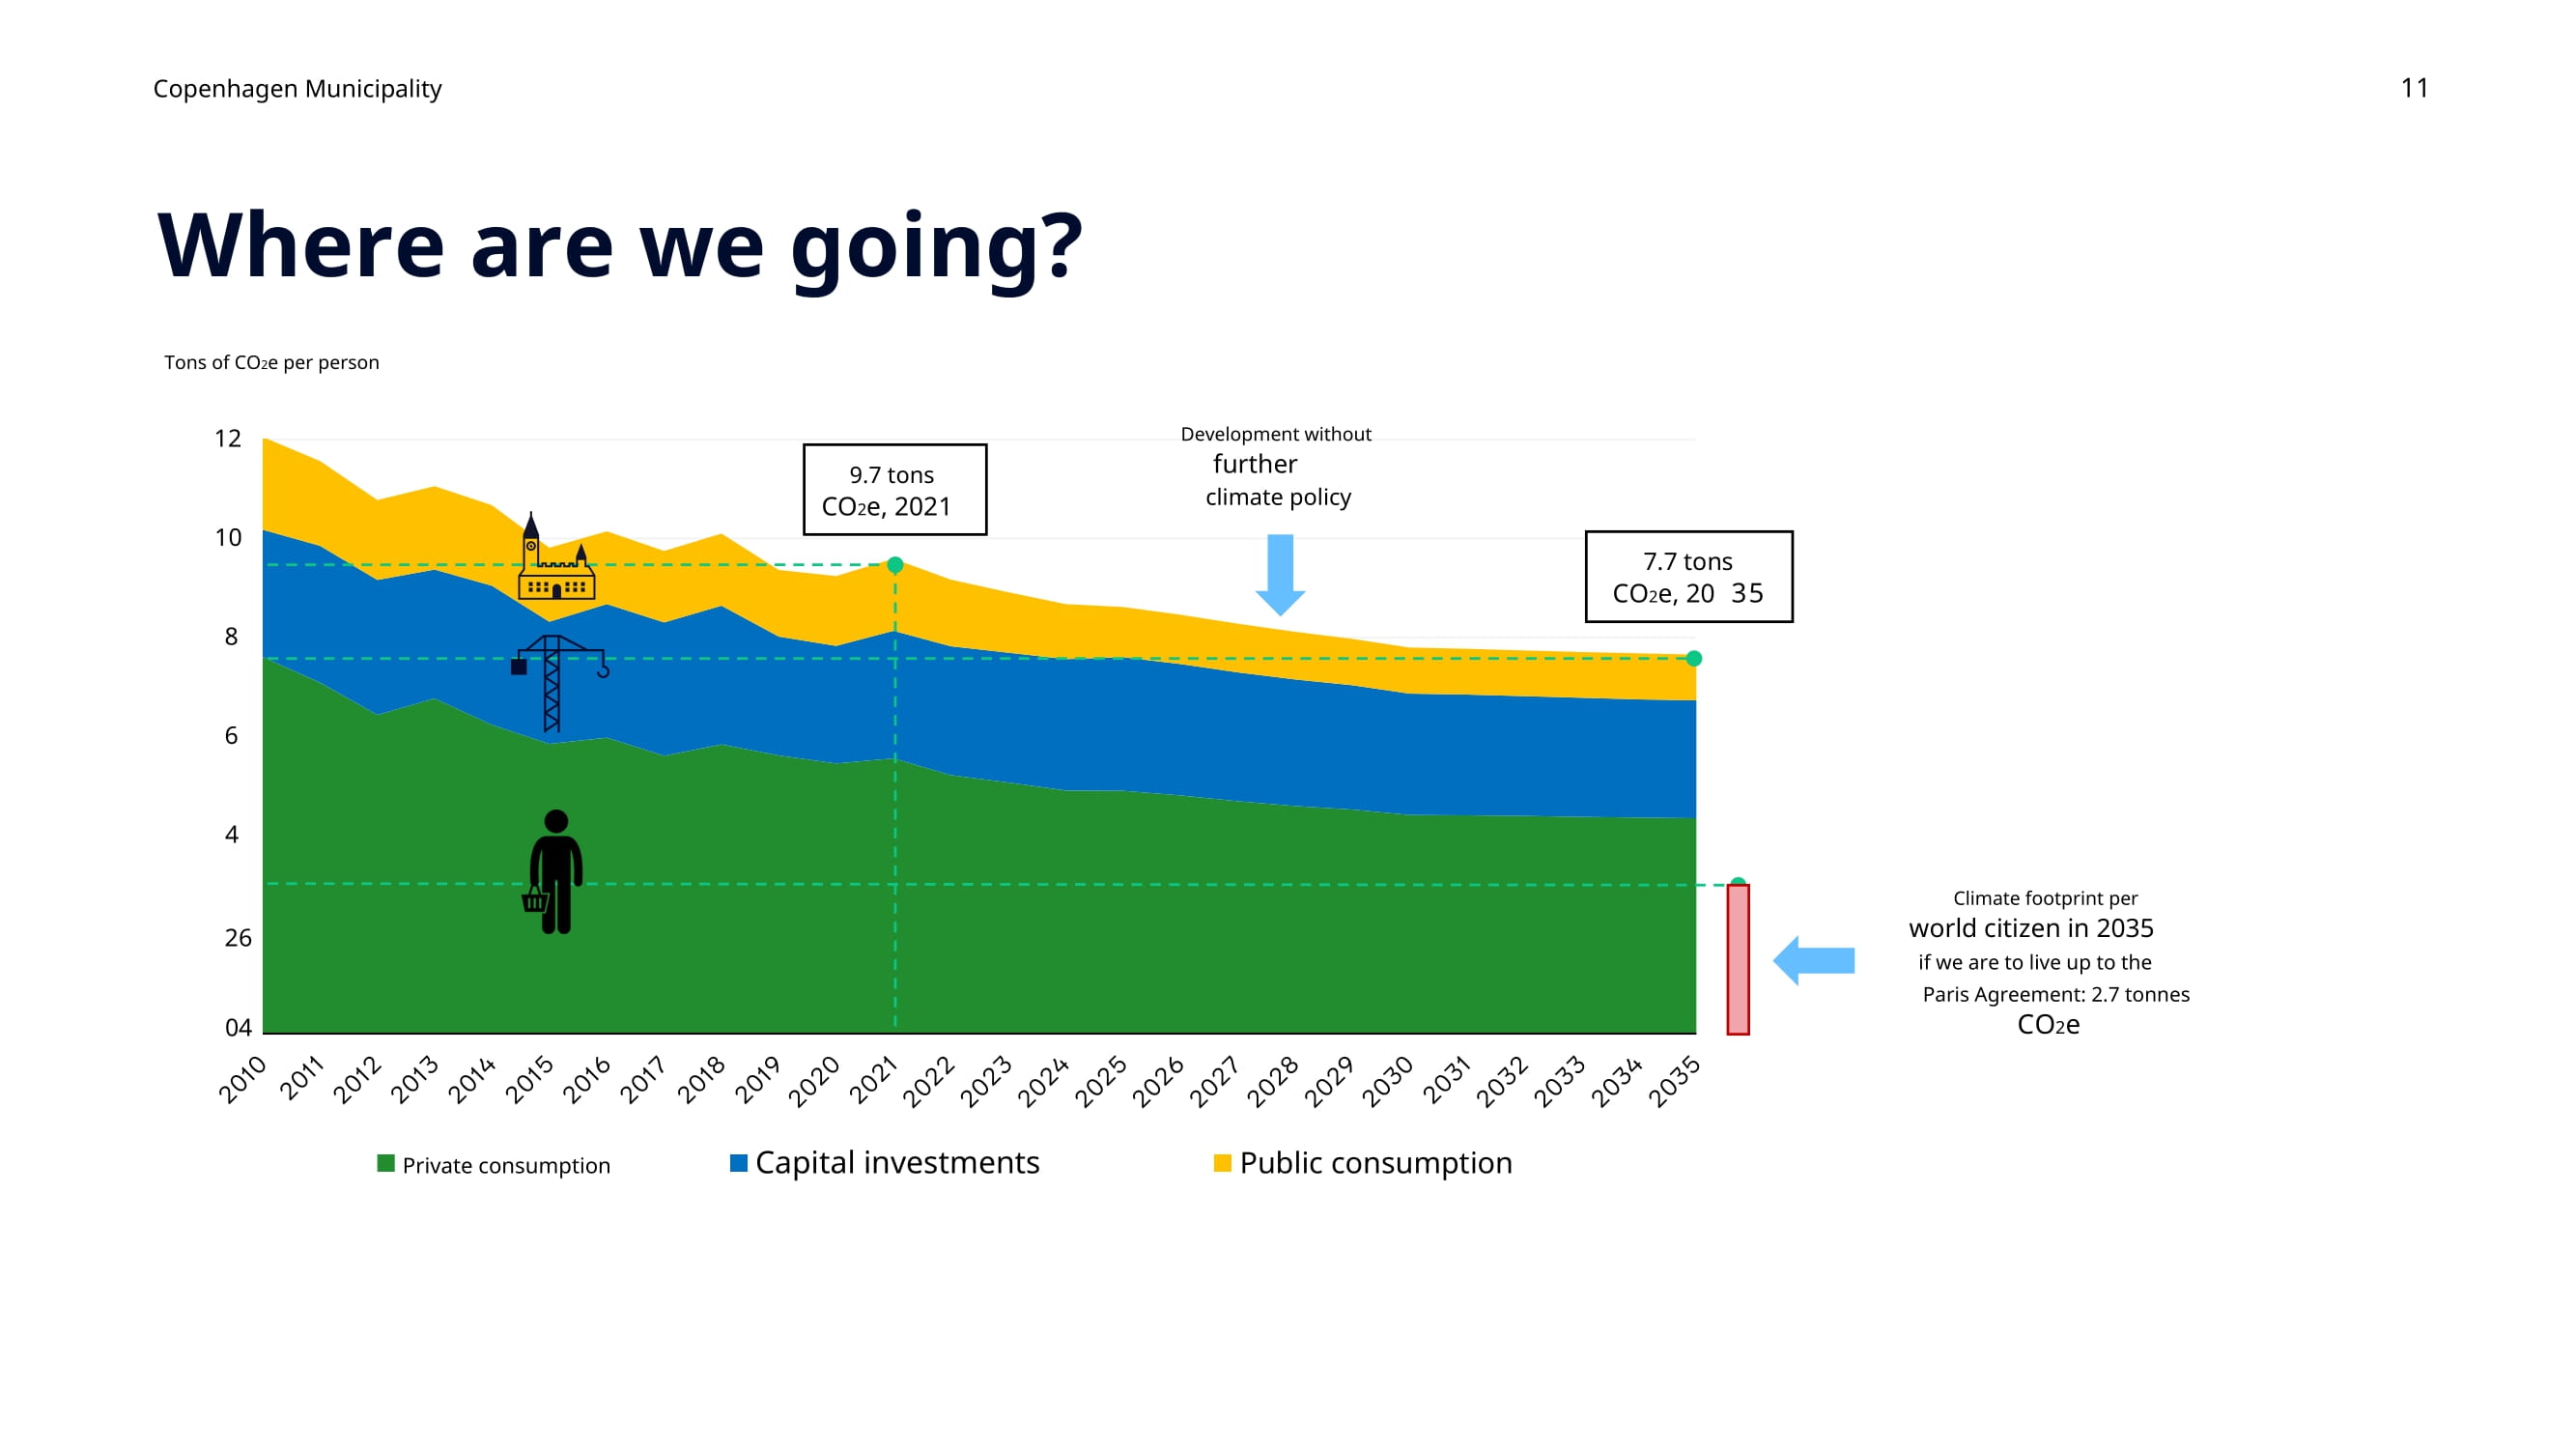 Copenhagen Municipality
11
Where are we going?
Tons of CO2e per person
12
10
8
6
4
26
04
9.7 tons
CO2e, 2021
Development without
further
climate policy
7.7 tons
CO2e, 20 35
Climate footprint per
world citizen in 2035
if we are to live up to the
Paris Agreement: 2.7 tonnes
CO2e
2010 2011 2012 2013 2014 2015 2016 2017 2018 2019 2020 2021 2022 2023 2024 2025 2026 2027 2028 2029 2030 2031 2032 2033 2034 2035
Private consumption Capital investments Public consumption